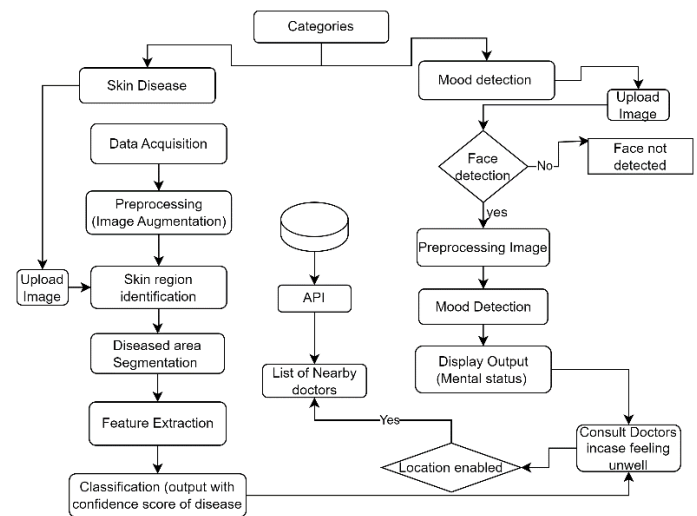 Categories
Skin Disease
Mood detection
Upload
Image
Data Acquisition
Face
detection
No
Face not
detected
yes
Preprocessing
(Image Augmentation)
Preprocessing Image
Upload
Image
Skin region
identification
API
Mood Detection
Diseased area
Segmentation
List of Nearby
doctors
Display Output
(Mental status)
Feature Extraction
Yes
Consult Doctors
incase feeling
unwell
Location enabled
Classification (output with
confidence score of disease